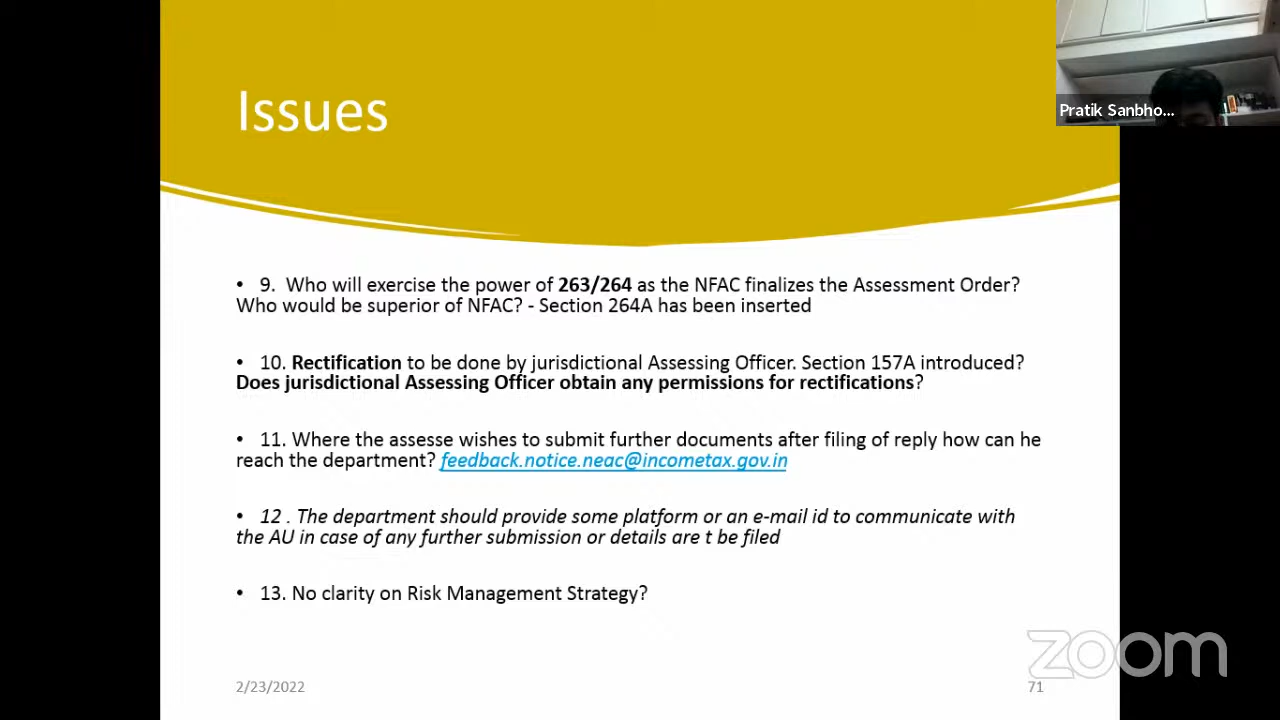 Issues
Pratik Sanbho...
• 9. Who will exercise the power of 263/264 as the NFAC finalizes the Assessment Order?
Who would be superior of NFAC? - Section 264A has been inserted
• 10. Rectification to be done by jurisdictional Assessing Officer. Section 157A introduced?
Does jurisdictional Assessing Officer obtain any permissions for rectifications?
• 11. Where the assesse wishes to submit further documents after filing of reply how can he
reach the department? feedback.notice.neac@incometax.gov.in
• 12 . The department should provide some platform or an e-mail id to communicate with
the AU in case of any further submission or details are t be filed
• 13. No clarity on Risk Management Strategy?
zoom
2/23/2022
71